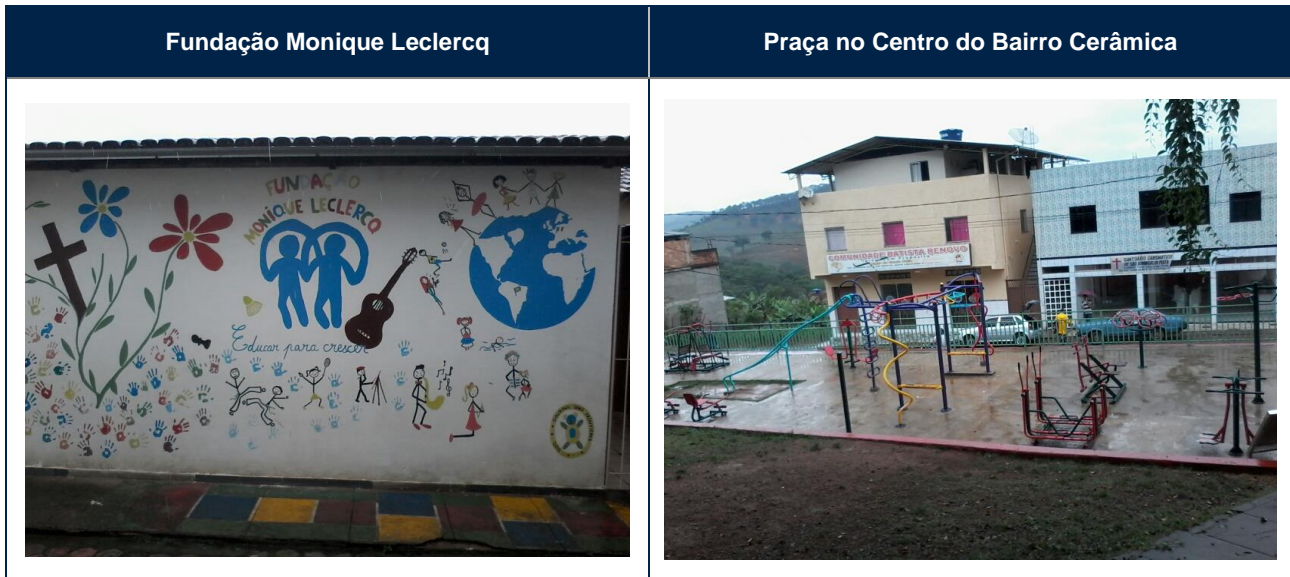 Fundação Monique Leclercq
Praça no Centro do Bairro Cerâmica
FUNDAÇÃO
MONIQUE LECLERCQ
Educar para crescer
COMUNIDADE BATISTA RENOVO